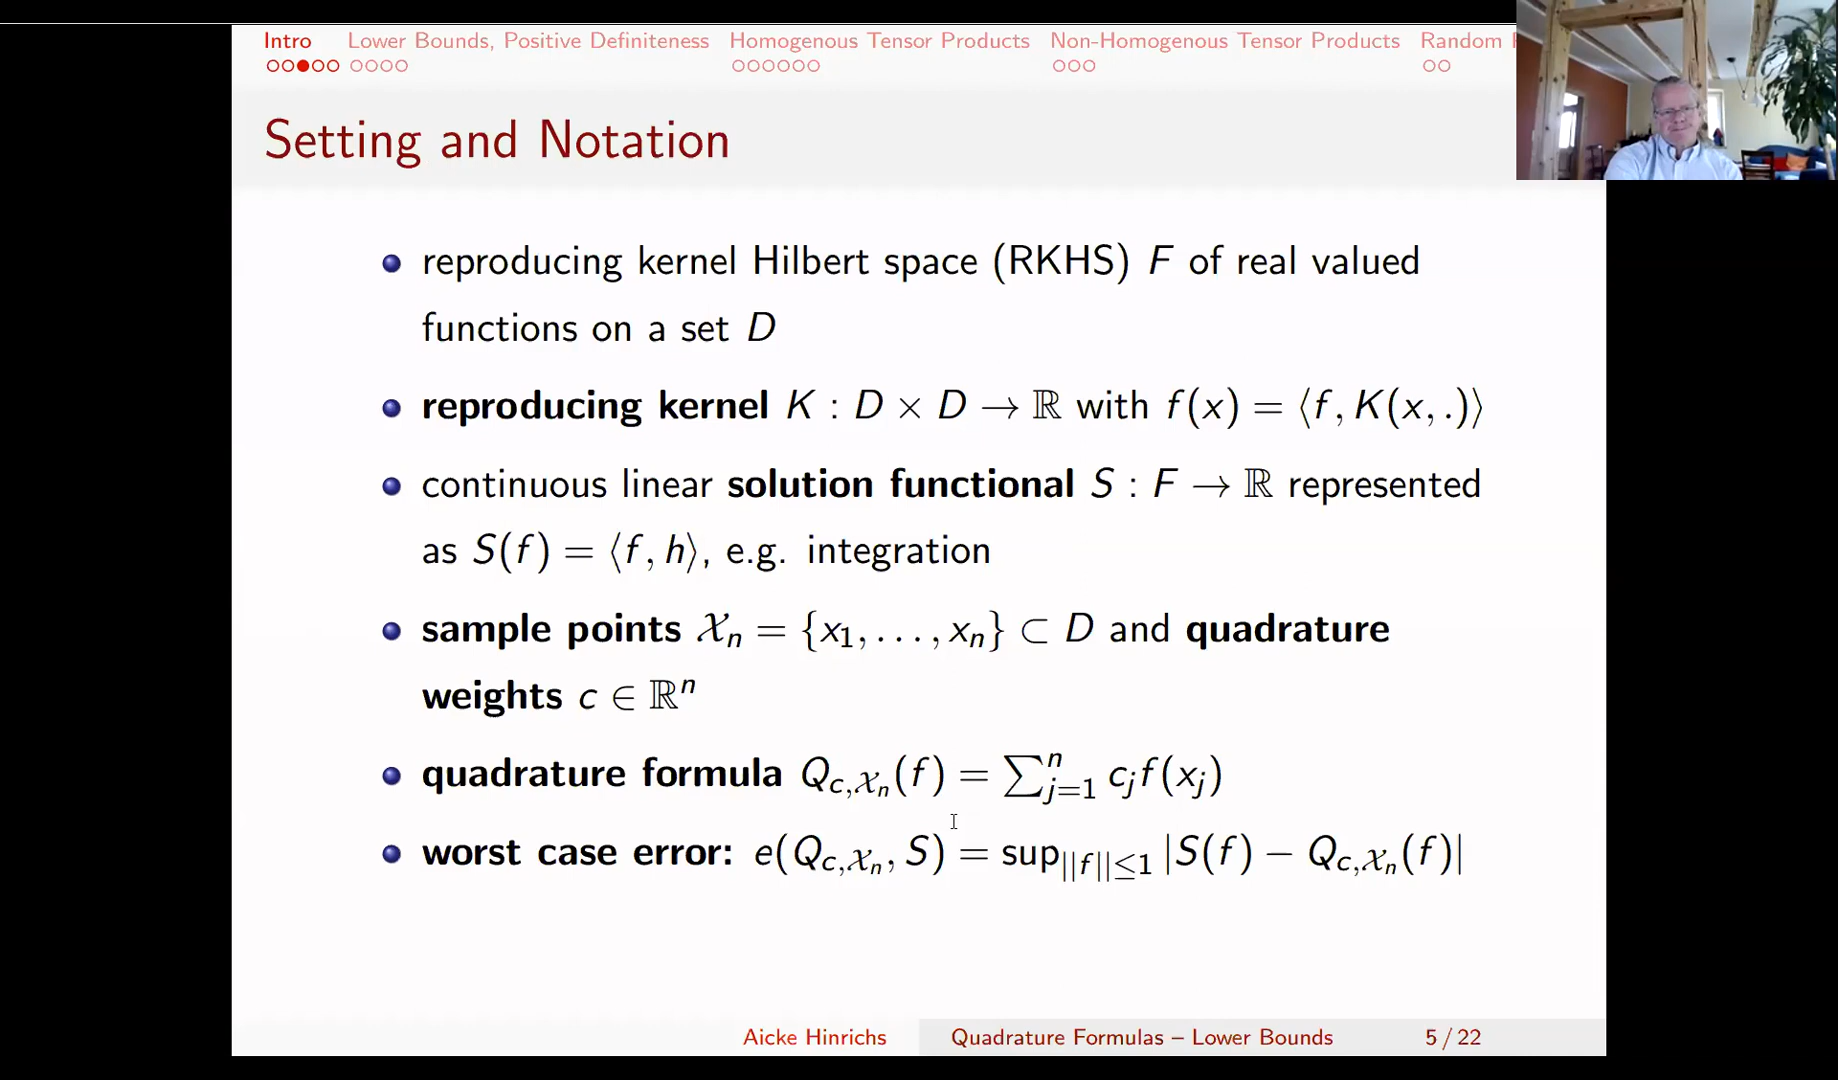 Intro Lower Bounds, Positive Definiteness Homogenous Tensor Products Non-Homogenous Tensor Products Random
Setting and Notation
reproducing kernel Hilbert space (RKHS) F of real valued
functions on a set D
reproducing kernel K : D × D → ℝ with f(x) = ⟨f, K(x, .)⟩
continuous linear solution functional S : F → ℝ represented
as S(f) = ⟨f, h⟩, e.g. integration
sample points 𝒳ₙ = {x₁, . . . , xₙ} ⊂ D and quadrature
weights c ∈ ℝⁿ
quadrature formula Q_{c,𝒳ₙ}(f) = ∑ⁿ_{j=1} c_j f(x_j)
worst case error: e(Q_{c,𝒳ₙ}, S) = sup_{||f||≤1} |S(f) − Q_{c,𝒳ₙ}(f)|
Aicke Hinrichs Quadrature Formulas – Lower Bounds 5 / 22